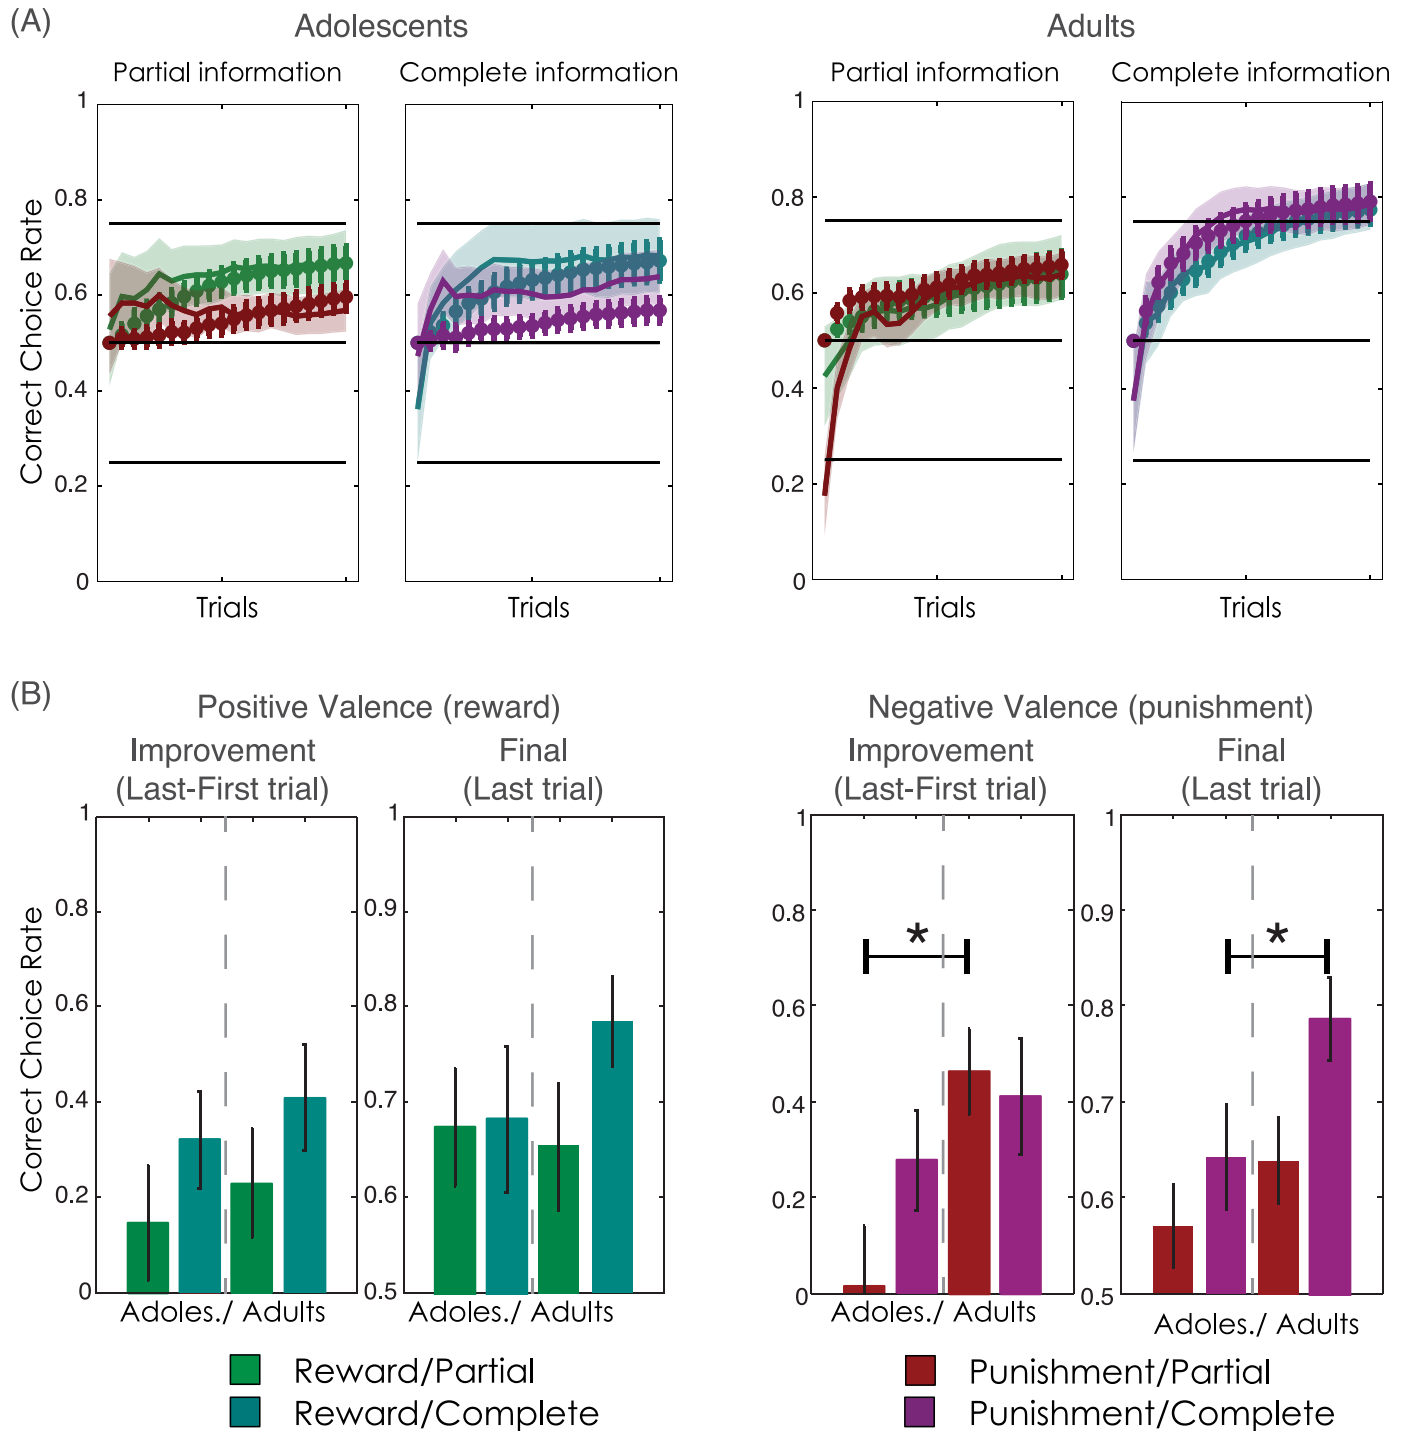 (A)
Adolescents
Adults
Partial information
Complete information
Partial information
Complete information
Correct Choice Rate
1
0.8
0.6
0.4
0.2
0
1
0.8
0.6
0.4
0.2
0
Trials
Trials
Trials
Trials
(B)
Positive Valence (reward)
Negative Valence (punishment)
Improvement
(Last-First trial)
Final
(Last trial)
Improvement
(Last-First trial)
Final
(Last trial)
Correct Choice Rate
1
0.8
0.6
0.4
0.2
0
1
0.9
0.8
0.7
0.6
0.5
1
0.8
0.6
0.4
0.2
0
1
0.9
0.8
0.7
0.6
0.5
*
*
Adoles./ Adults
Adoles./ Adults
Adoles./ Adults
Adoles./ Adults
Reward/Partial
Reward/Complete
Punishment/Partial
Punishment/Complete